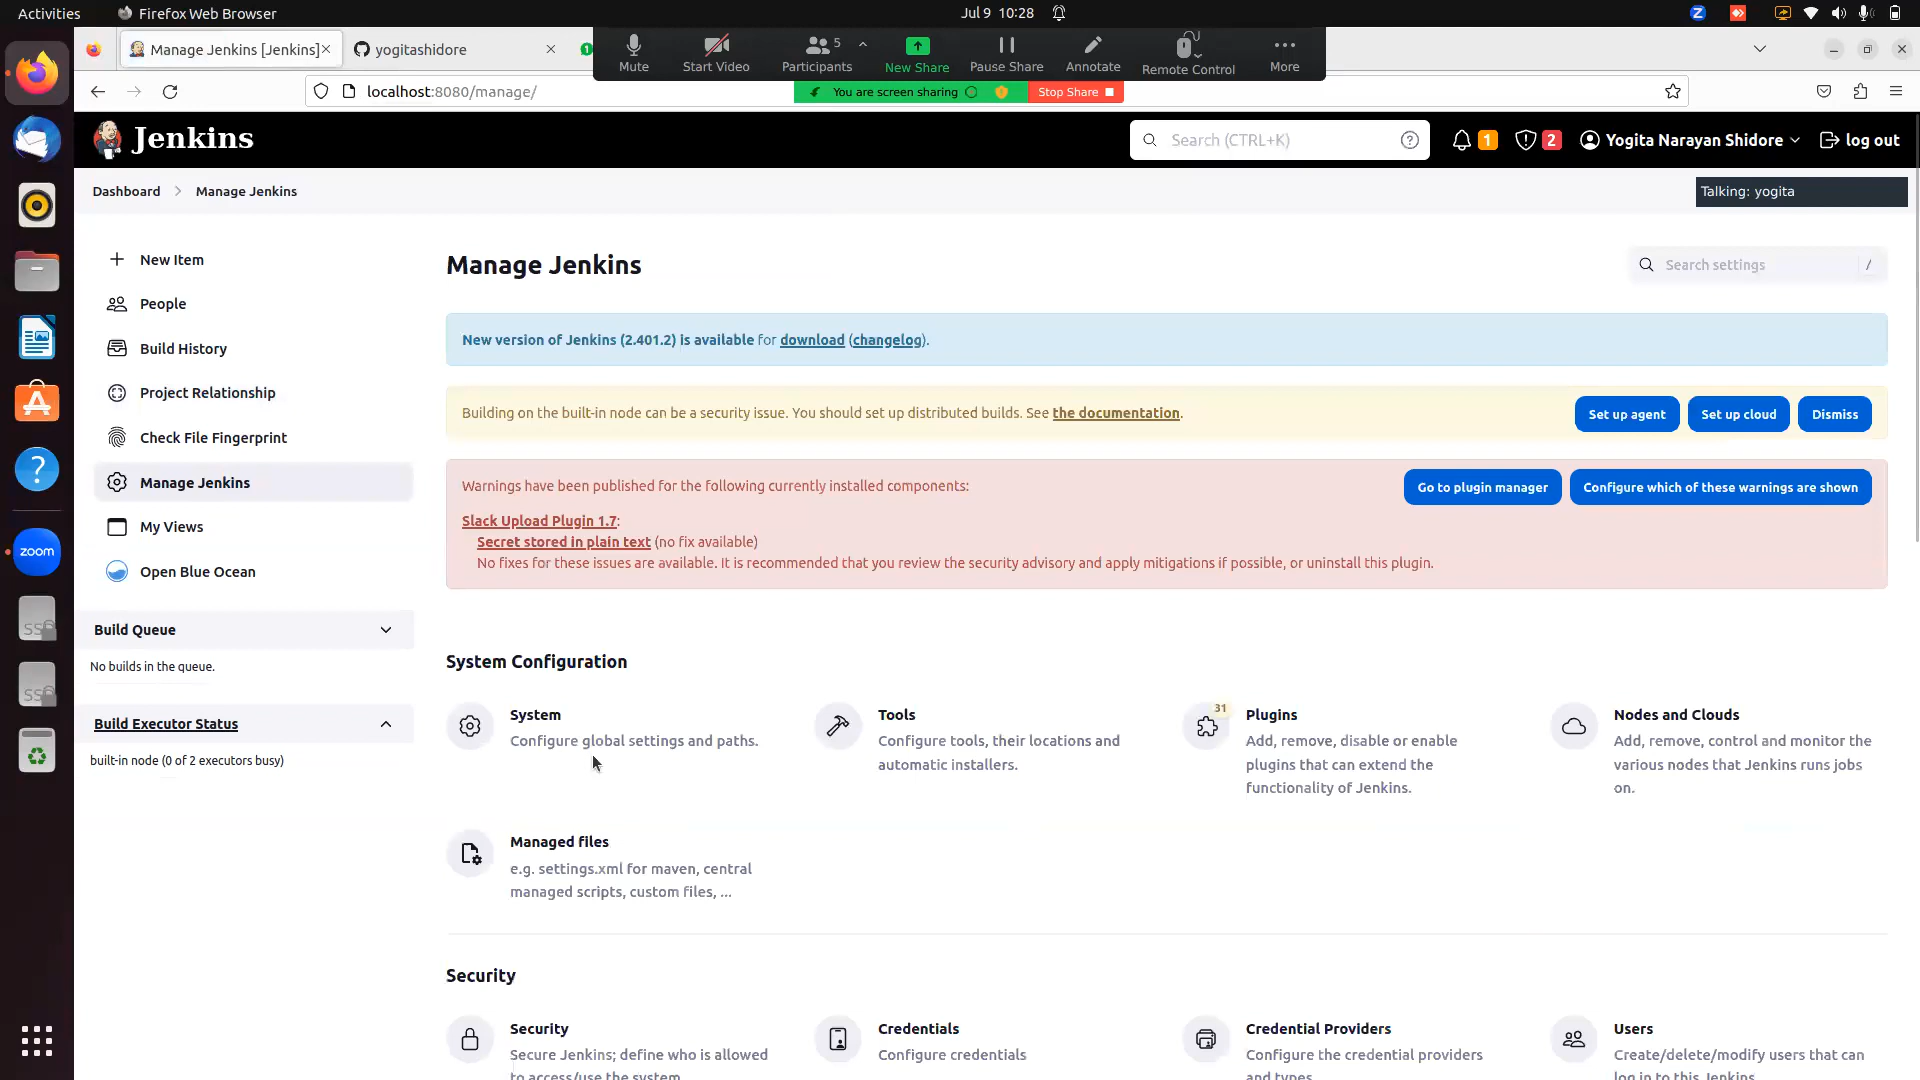 Activities
Firefox Web Browser
Jul 9 10:28
Manage Jenkins [Jenkins]
yogitashidore
1
Mute
Start Video
5
Participants
New Share
Pause Share
Annotate
Remote Control
More
localhost:8080/manage/
You are screen sharing
Stop Share
Jenkins
Search (CTRL+K)
1
2
Yogita Narayan Shidore
log out
Dashboard
Manage Jenkins
Talking: yogita
New Item
People
Build History
Project Relationship
Check File Fingerprint
Manage Jenkins
My Views
Open Blue Ocean
zoom
Build Queue
No builds in the queue.
Build Executor Status
built-in node (0 of 2 executors busy)
Manage Jenkins
Search settings /
New version of Jenkins (2.401.2) is available for download (changelog).
Building on the built-in node can be a security issue. You should set up distributed builds. See the documentation.
Set up agent
Set up cloud
Dismiss
Warnings have been published for the following currently installed components:
Go to plugin manager
Configure which of these warnings are shown
Slack Upload Plugin 1.7:
Secret stored in plain text (no fix available)
No fixes for these issues are available. It is recommended that you review the security advisory and apply mitigations if possible, or uninstall this plugin.
System Configuration
System
Configure global settings and paths.
Tools
Configure tools, their locations and
automatic installers.
31
Plugins
Add, remove, disable or enable
plugins that can extend the
functionality of Jenkins.
Nodes and Clouds
Add, remove, control and monitor the
various nodes that Jenkins runs jobs
on.
Managed files
e.g. settings.xml for maven, central
managed scripts, custom files, ...
Security
Security
Secure Jenkins; define who is allowed
to access/use the system.
Credentials
Configure credentials
Credential Providers
Configure the credential providers
and types
Users
Create/delete/modify users that can
log in to this Jenkins